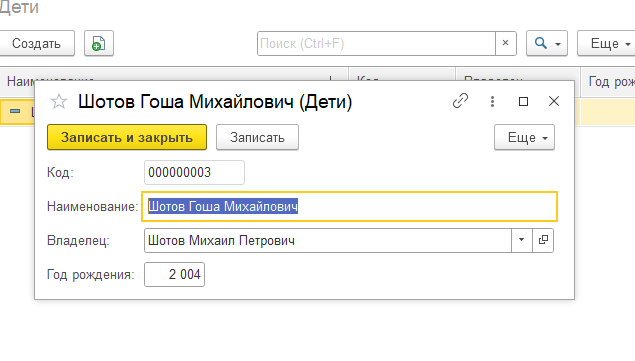 Дети
Создать
Поиск (Ctrl+F)
×
Еще
Наименование
Код
Владелец
Год рож
Шотов Гоша Михайлович (Дети)
Записать и закрыть
Записать
Еще
Код:
000000003
Наименование:
Шотов Гоша Михайлович
Владелец:
Шотов Михаил Петрович
Год рождения:
2 004